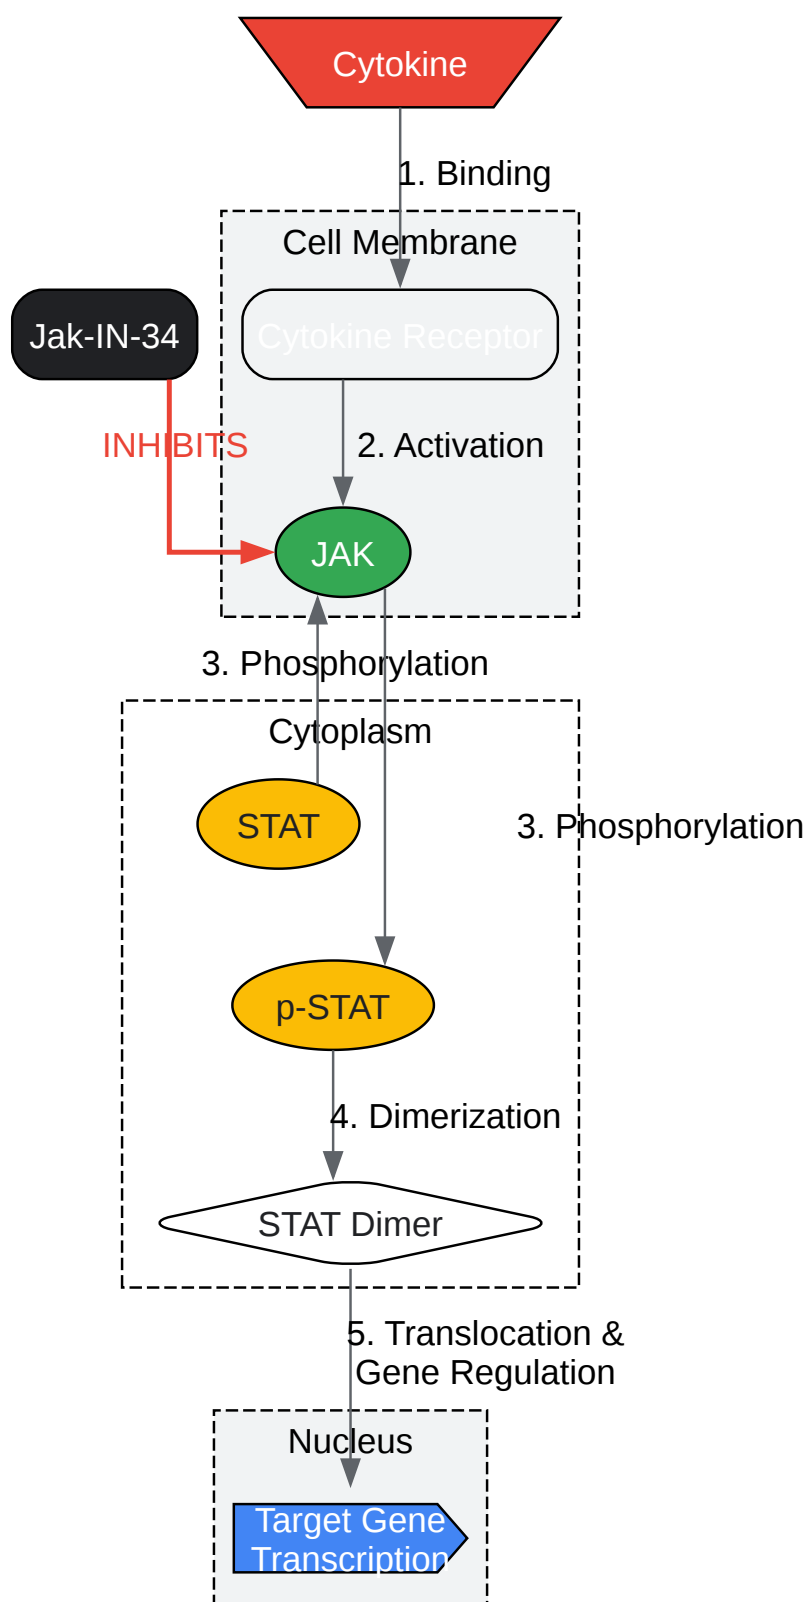 Cytokine
1. Binding
Cell Membrane
Jak-IN-34
Cytokine Receptor
INHIBITS
2. Activation
JAK
3. Phosphorylation
Cytoplasm
STAT
3. Phosphorylation
p-STAT
4. Dimerization
STAT Dimer
5. Translocation &
Gene Regulation
Nucleus
Target Gene
Transcription